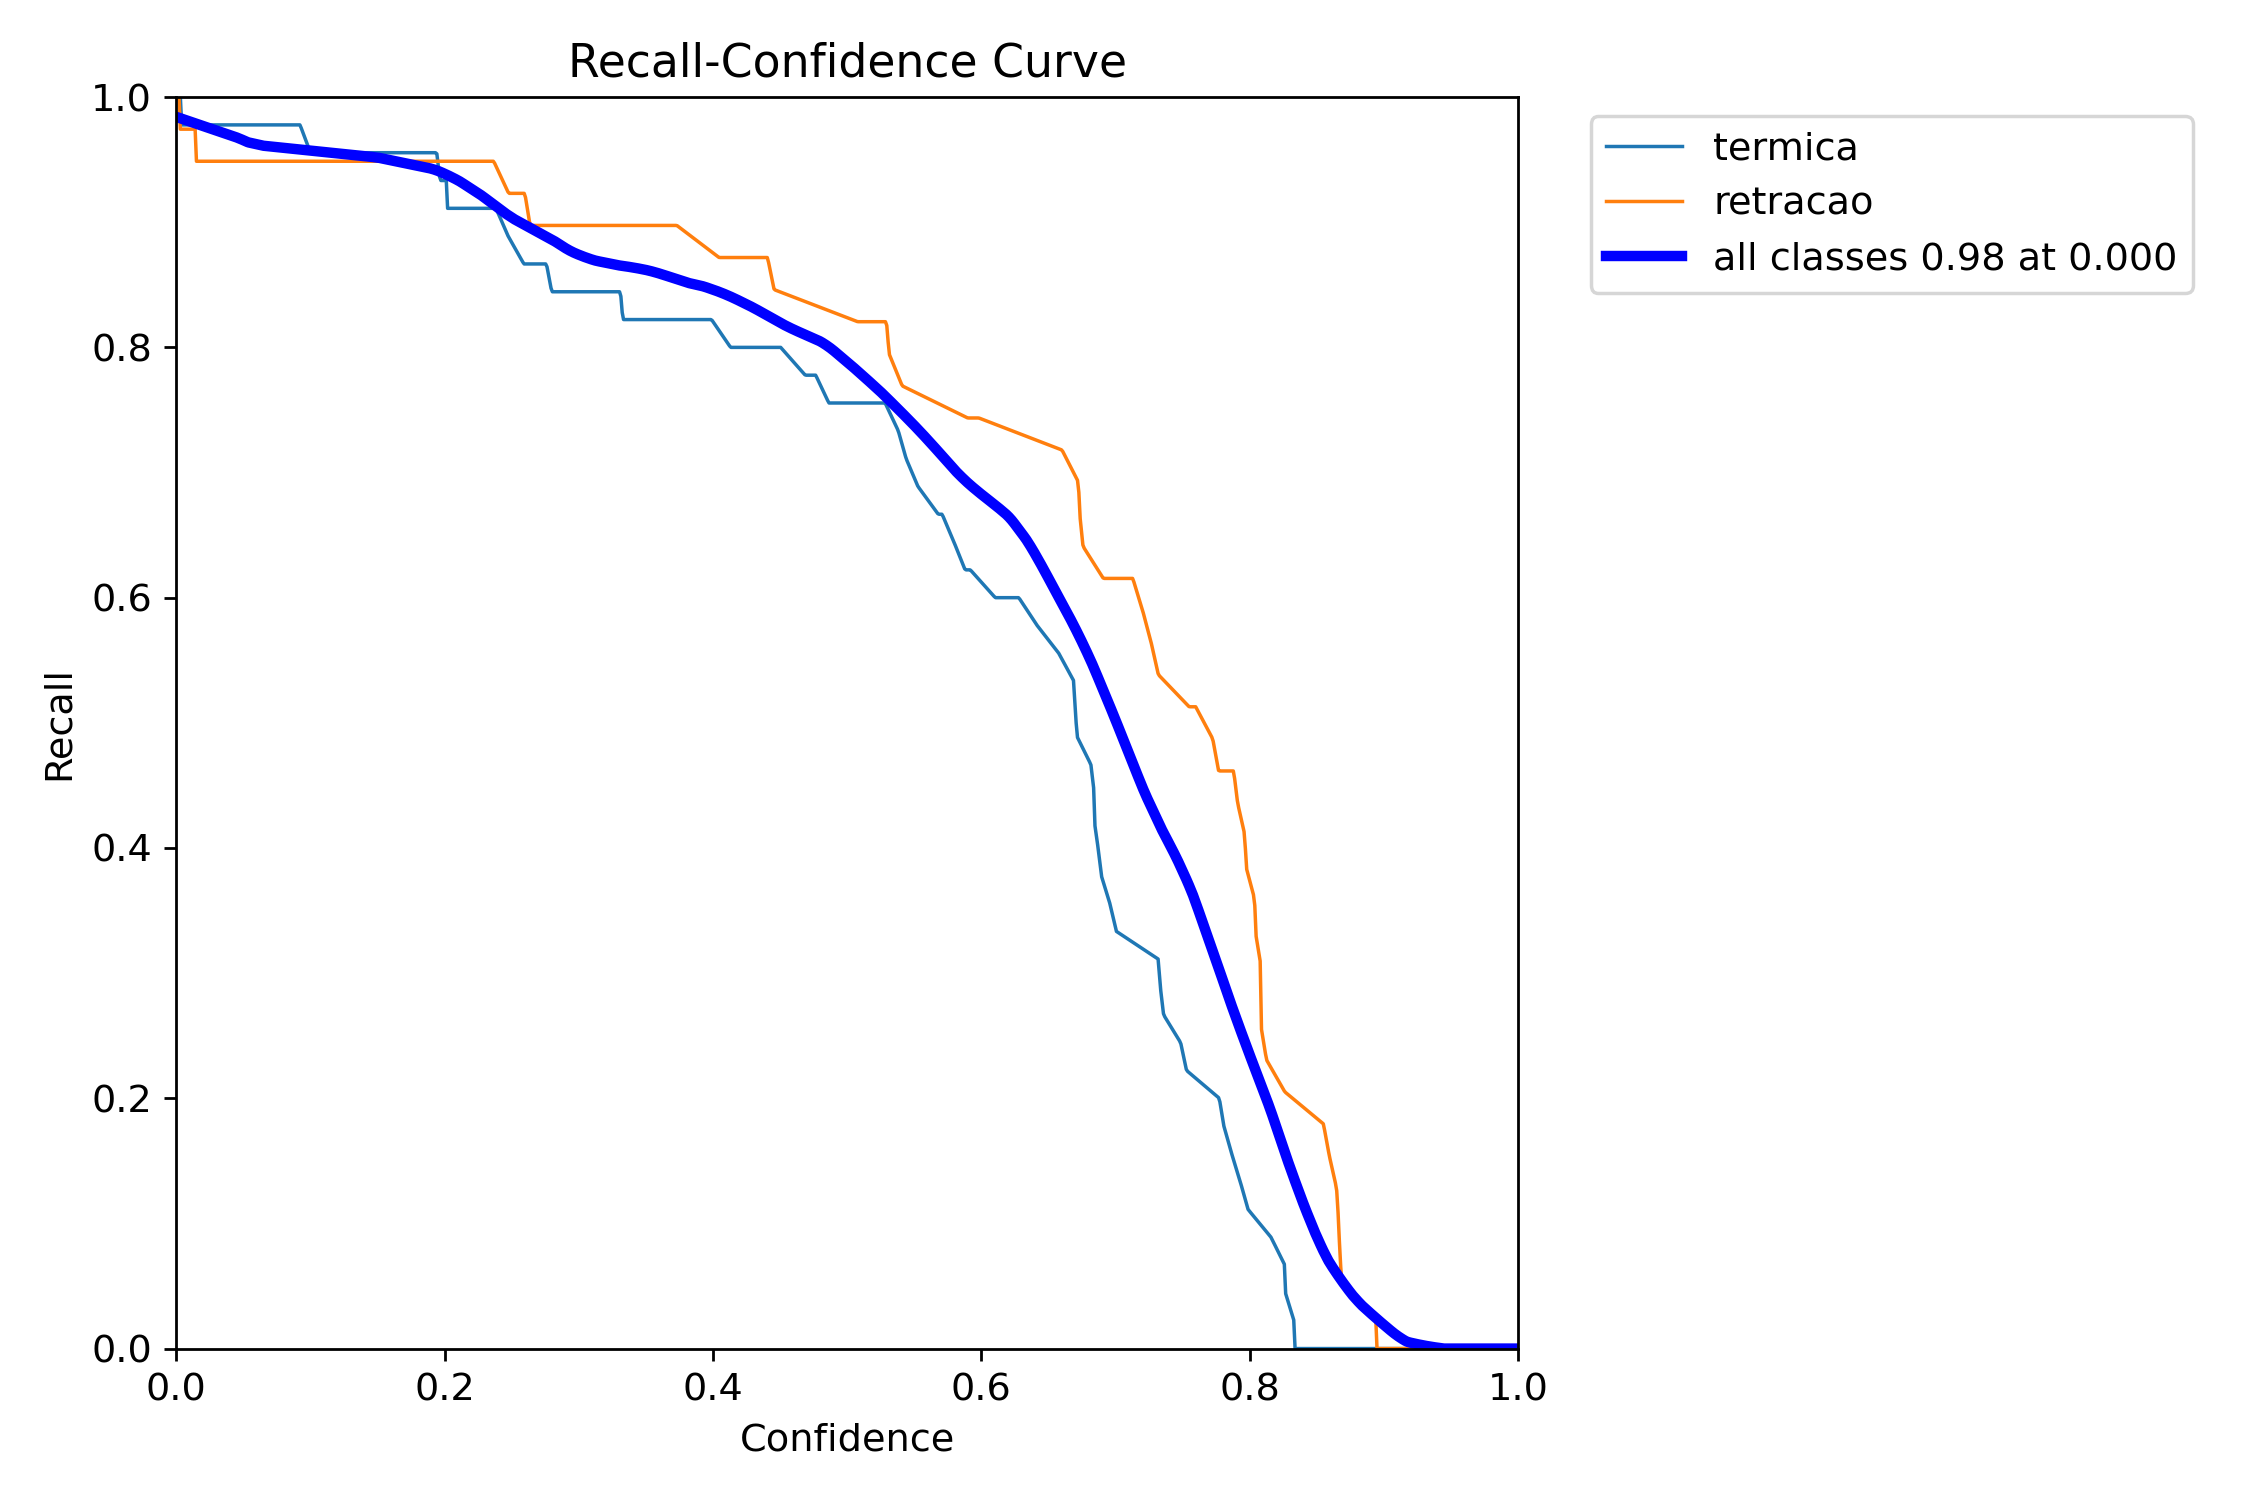 Recall-Confidence Curve
1.0
0.8
0.6
0.4
0.2
0.0
Recall
0.0 0.2 0.4 0.6 0.8 1.0
Confidence
termica
retracao
all classes 0.98 at 0.000